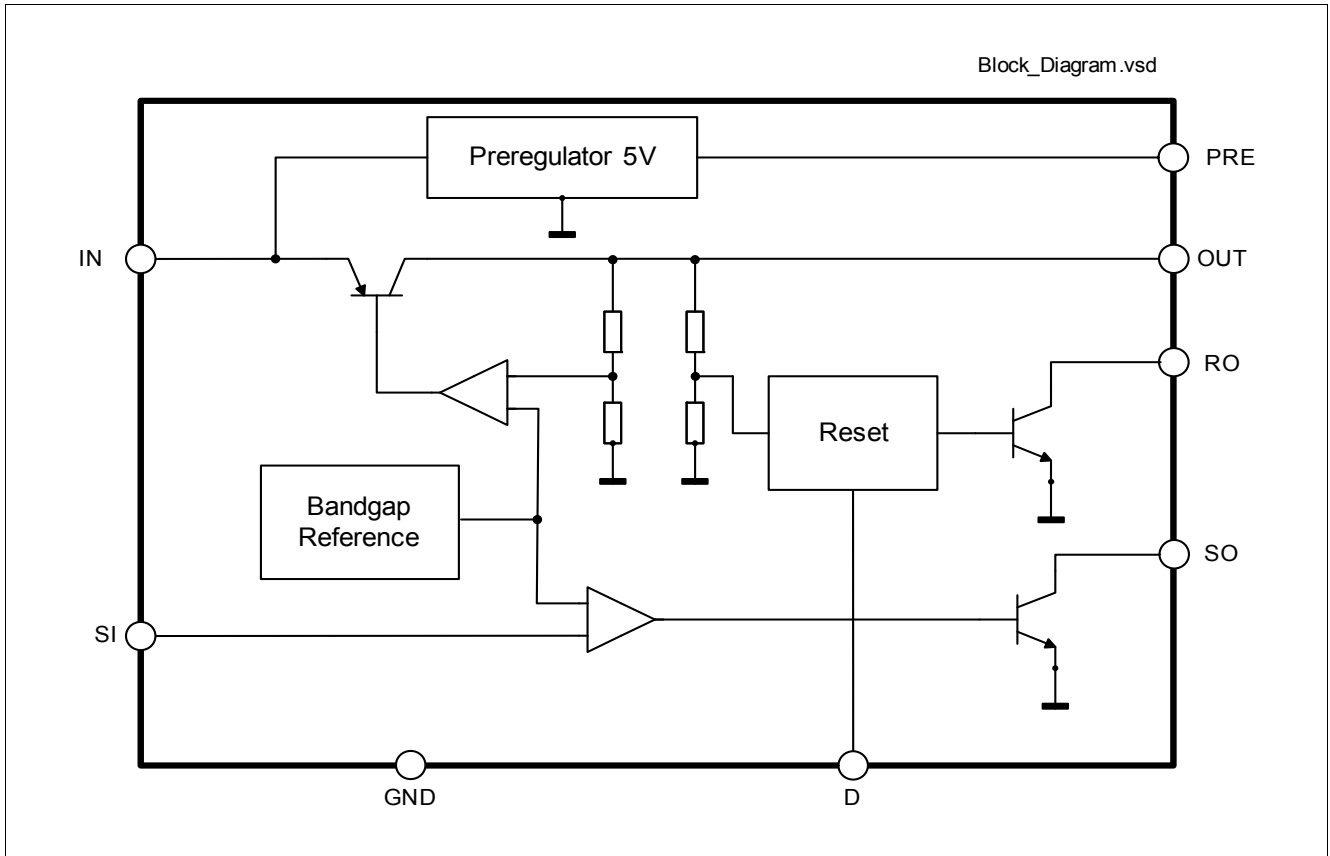 Block_Diagram.vsd
Preregulator 5V
PRE
IN
OUT
RO
Reset
Bandgap
Reference
SO
SI
GND
D